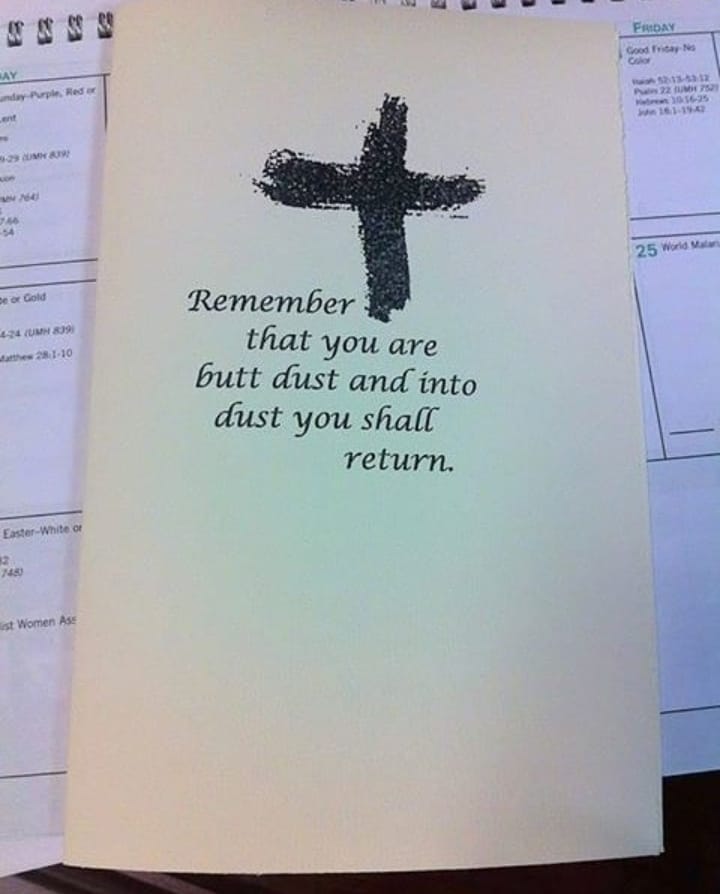 Remember
that you are
butt dust and into
dust you shall
return.
FRIDAY
Good Friday-No
Color
Isaiah 52:13-53:12
Psalm 22 (UMH 752)
Hebrews 10:16-25
John 18:1-19:42
25 World Malari
AY
unday-Purple, Red or
ent
9-29 (UMH 839)
764)
7:66
-54
te or Gold
4-24 (UMH 839)
Matthew 28:1-10
Easter-White or
748)
ist Women Ass